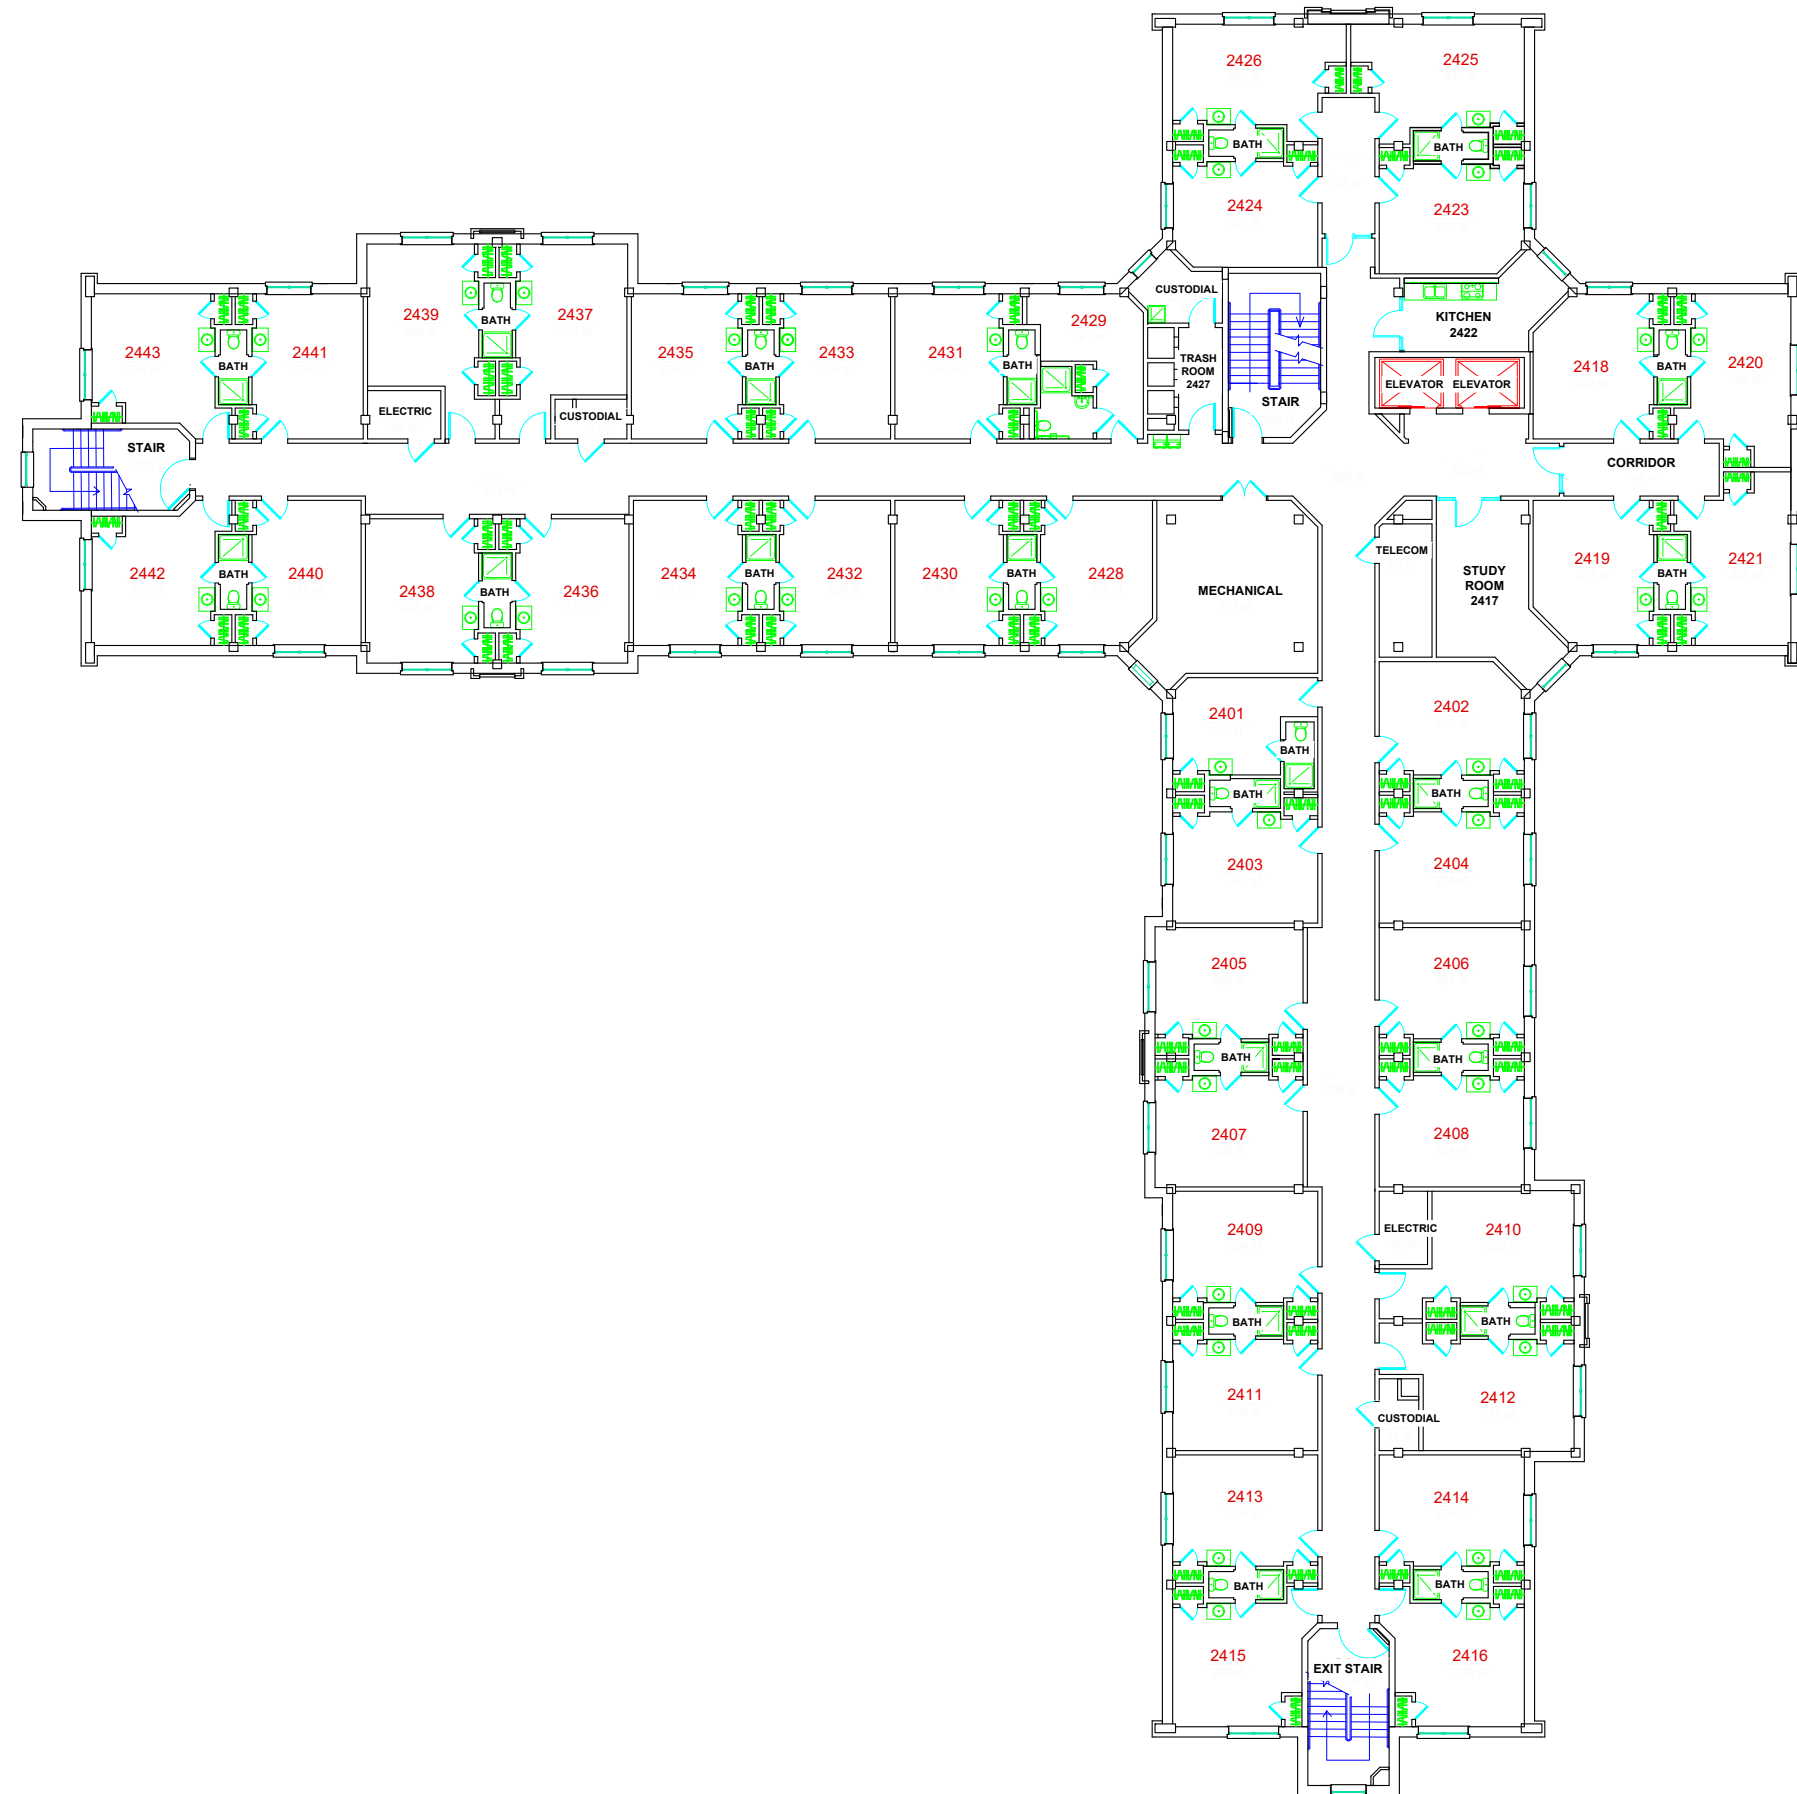 2426
2425
BATH
BATH
2424
2423
CUSTODIAL
2439
BATH
2437
2429
KITCHEN
2422
2443
2441
2435
2433
2431
BATH
BATH
BATH
TRASH
ROOM
2427
2418
BATH
2420
ELEVATOR
ELEVATOR
ELECTRIC
CUSTODIAL
STAIR
STAIR
CORRIDOR
TELECOM
2442
BATH
2440
2438
BATH
2436
2434
BATH
2432
2430
BATH
2428
MECHANICAL
STUDY
ROOM
2417
2419
BATH
2421
2401
2402
BATH
BATH
BATH
2403
2404
2405
2406
BATH
BATH
2407
2408
2409
ELECTRIC
2410
BATH
BATH
2411
2412
CUSTODIAL
2413
2414
BATH
BATH
2415
2416
EXIT STAIR